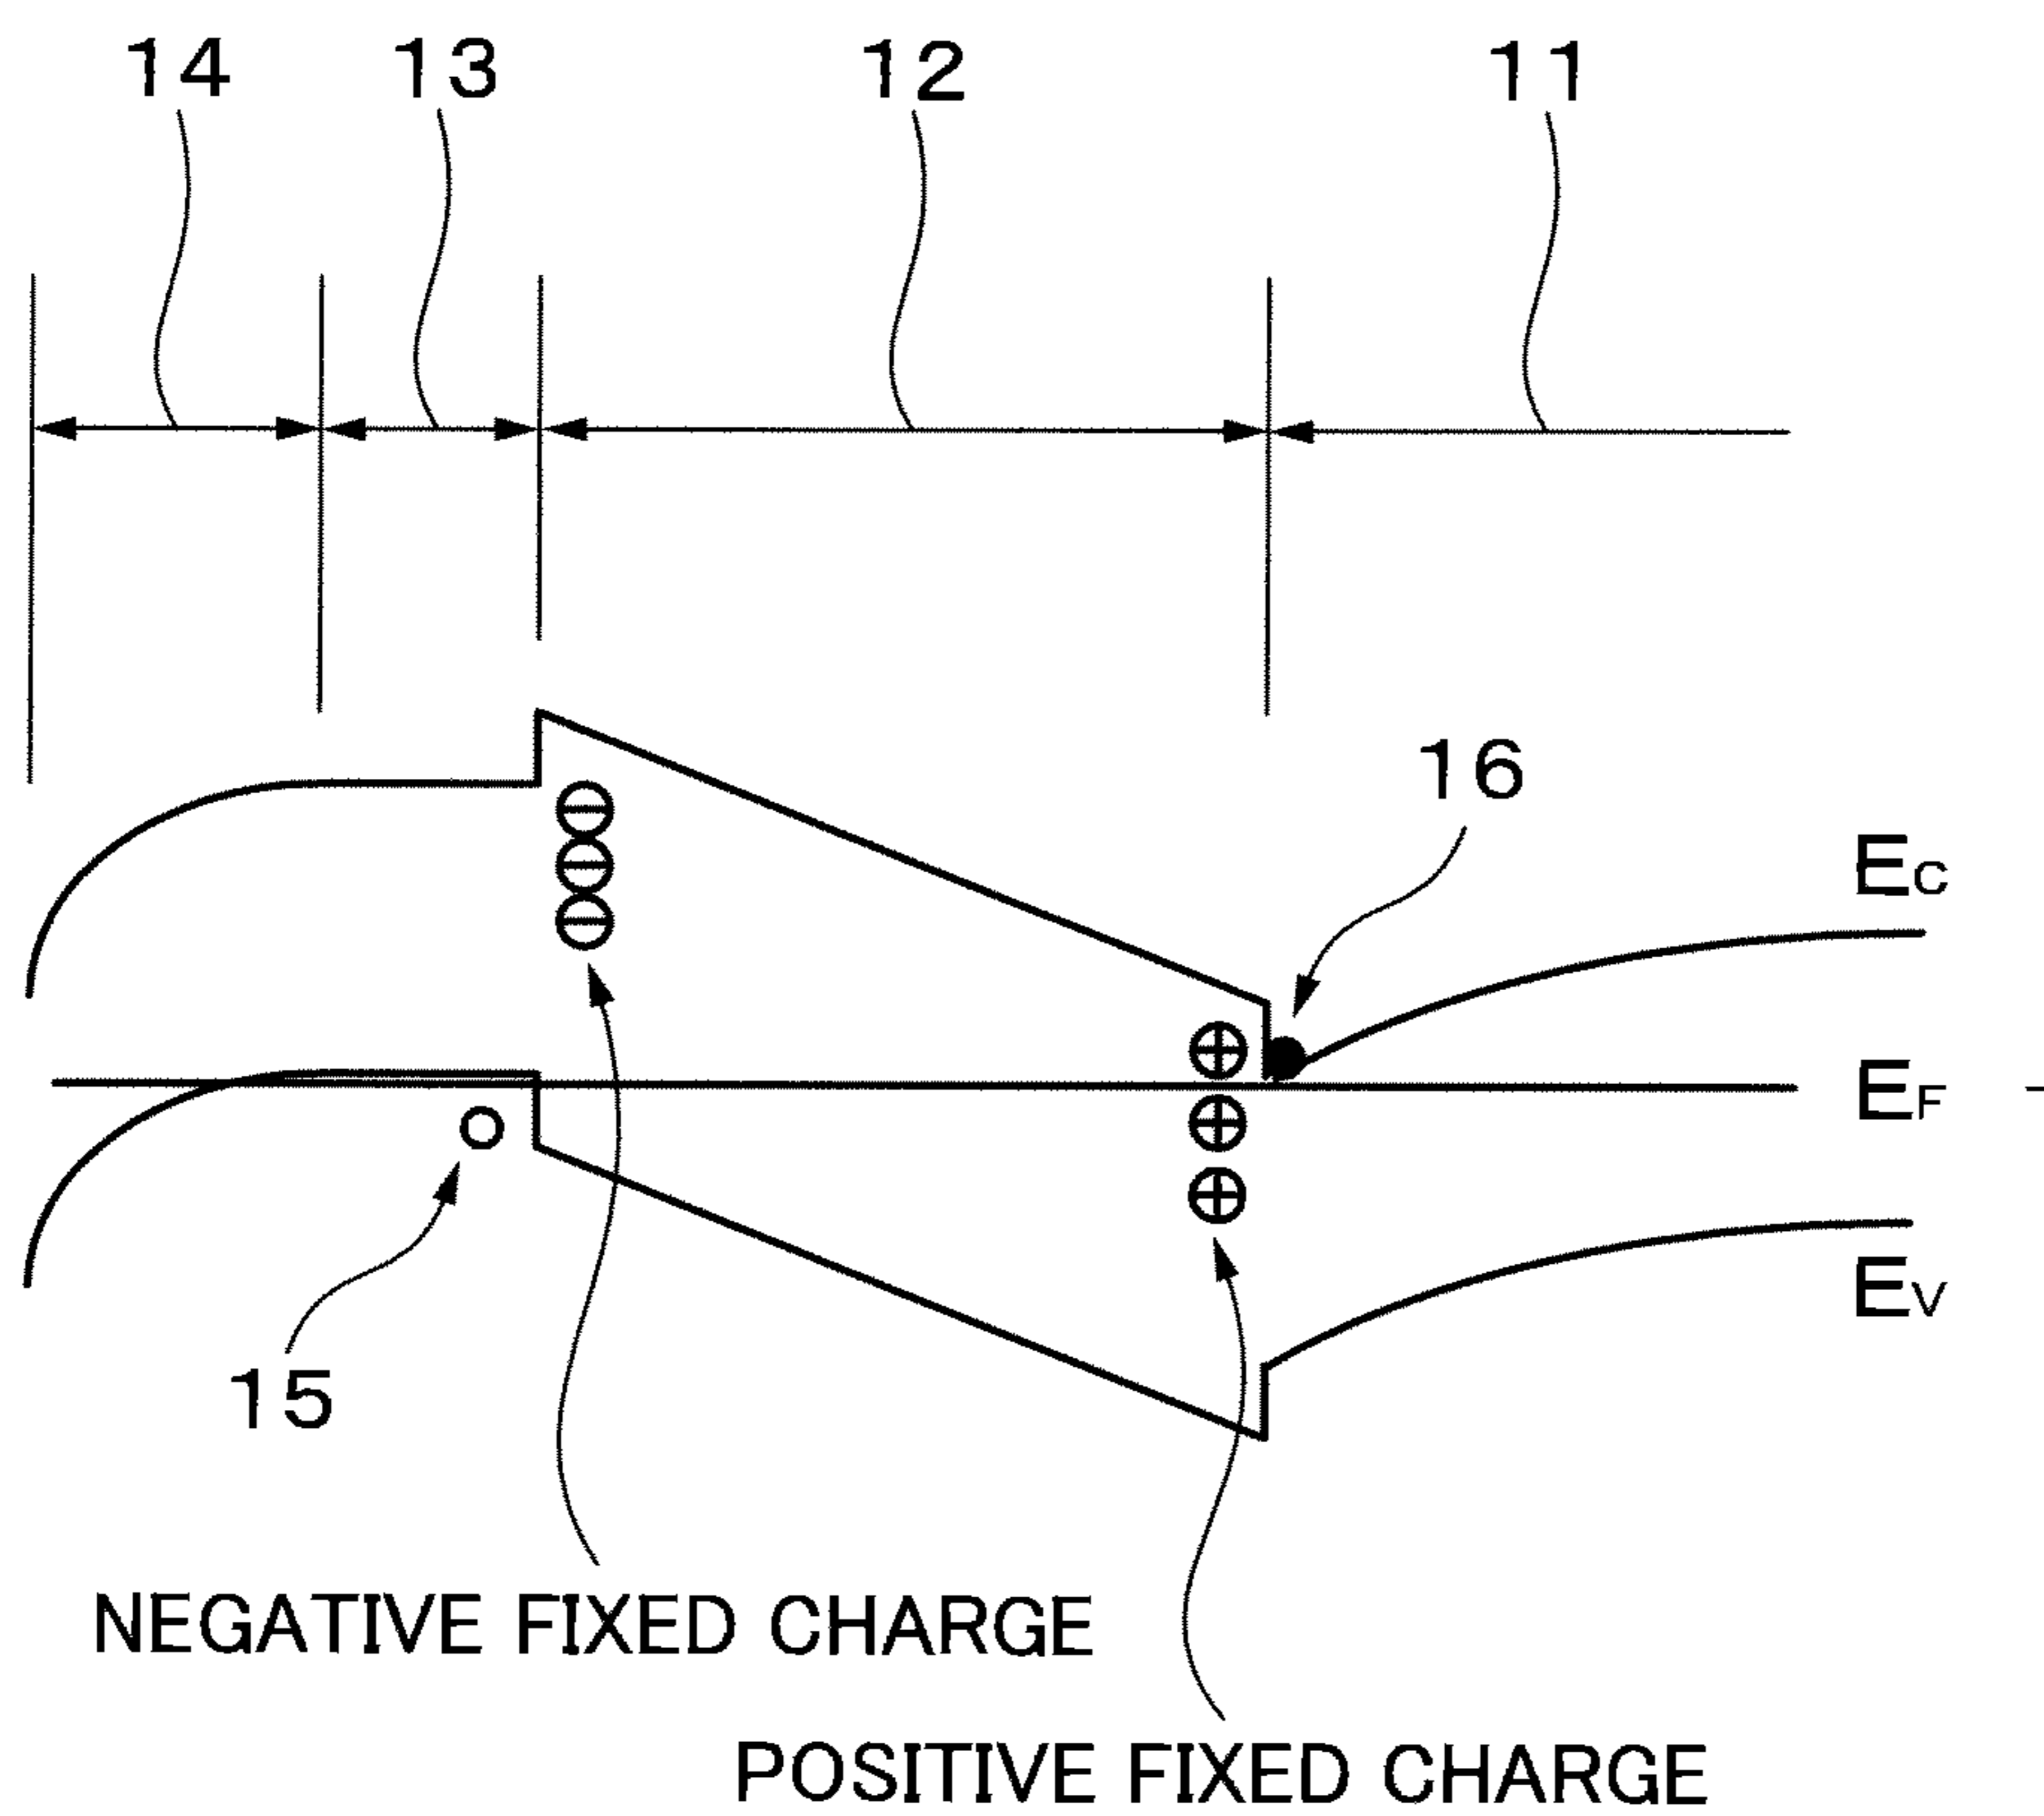 14 13 12 11
16
EC
EF
EV
15
NEGATIVE FIXED CHARGE
POSITIVE FIXED CHARGE